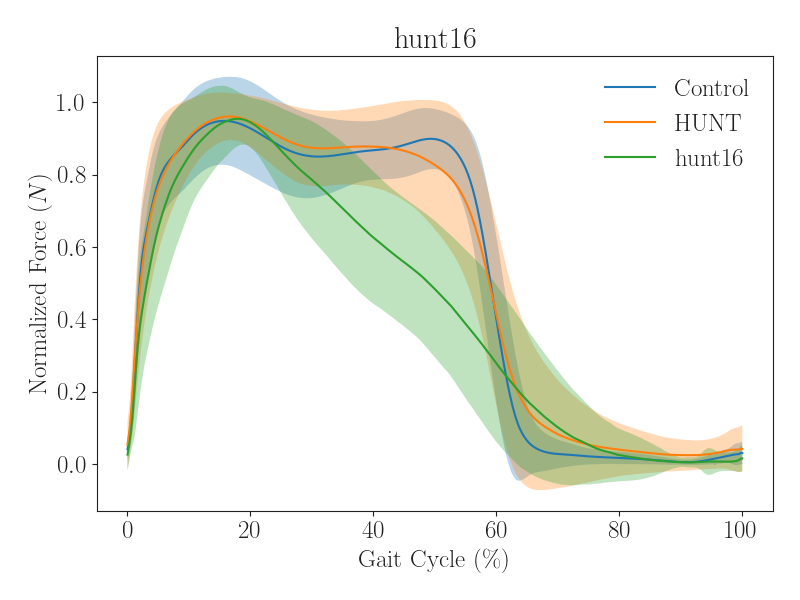 hunt16
Control
HUNT
hunt16
1.0
0.8
0.6
0.4
0.2
0.0
Normalized Force (N)
0 20 40 60 80 100
Gait Cycle (%)